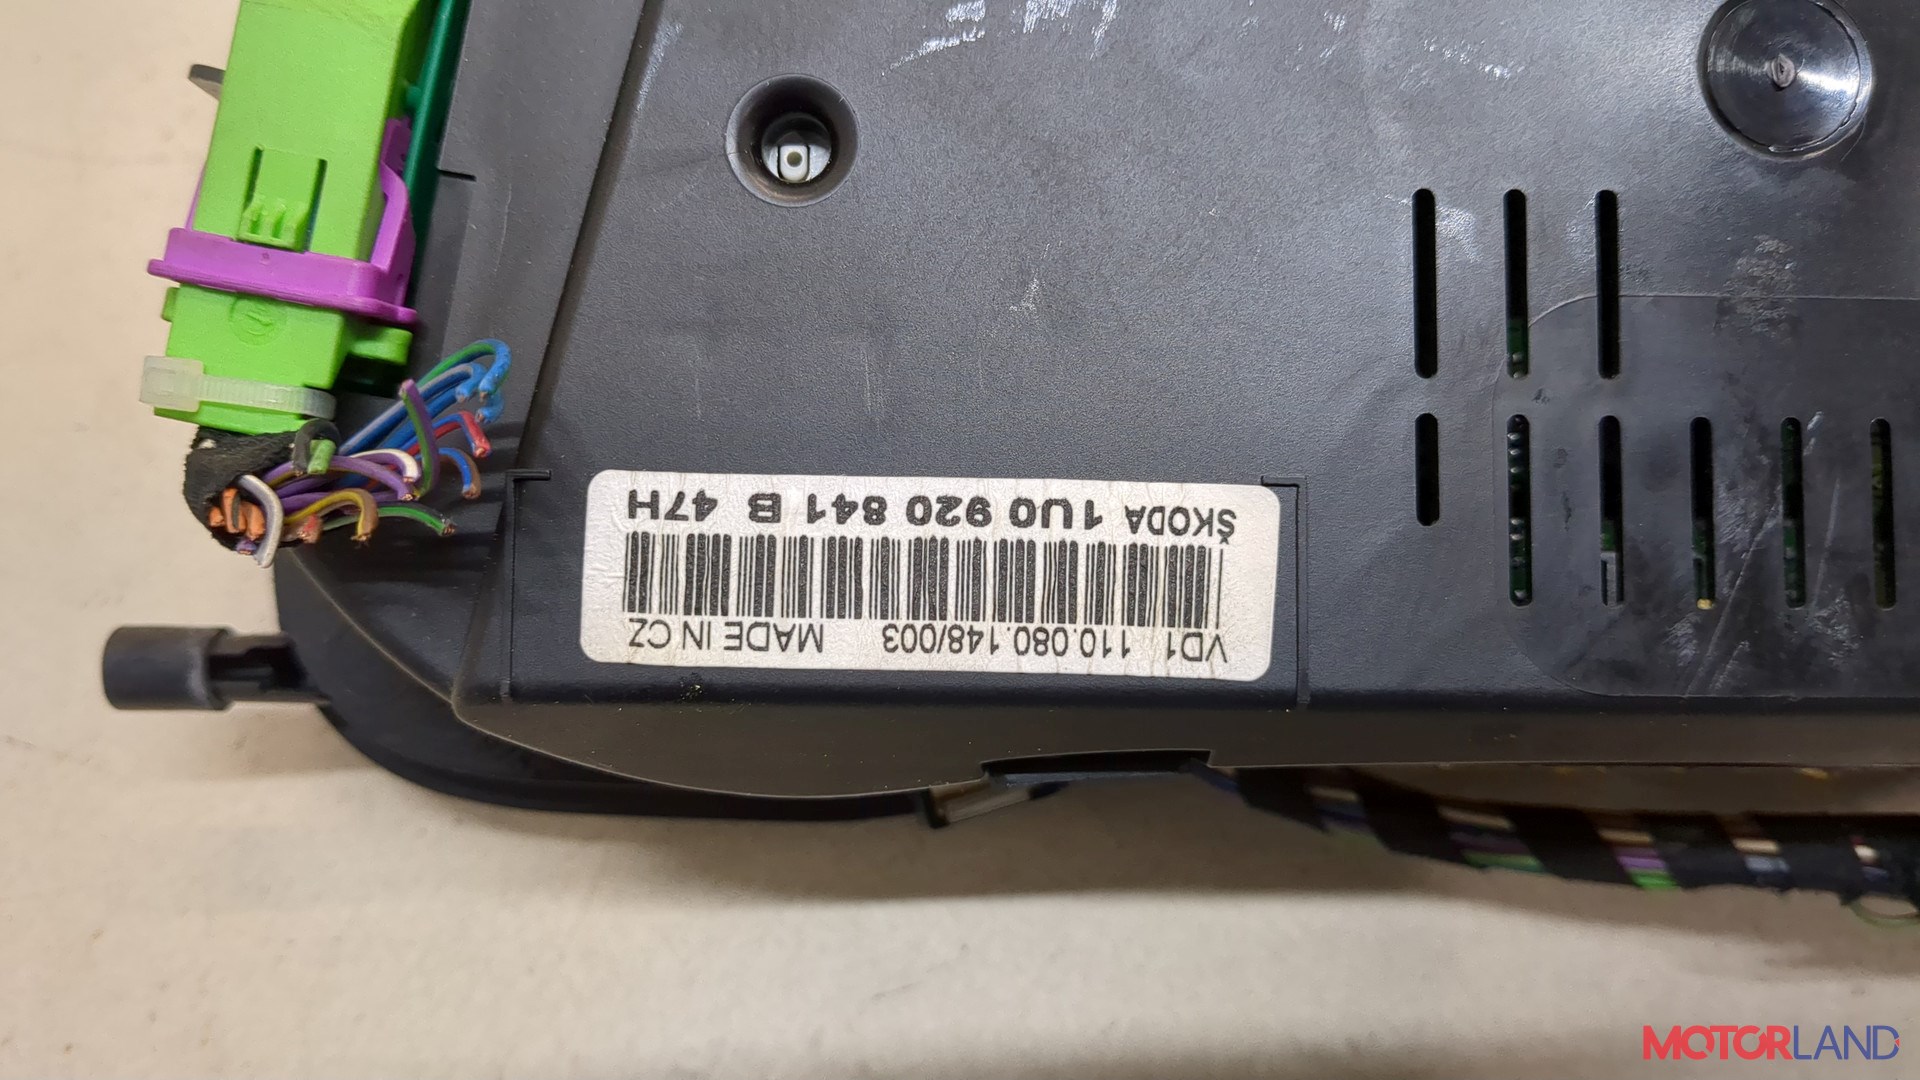 ŠKODA 1U0 920 841 B 47H
VD1 110.080.148/003 MADE IN CZ
MOTORLAND